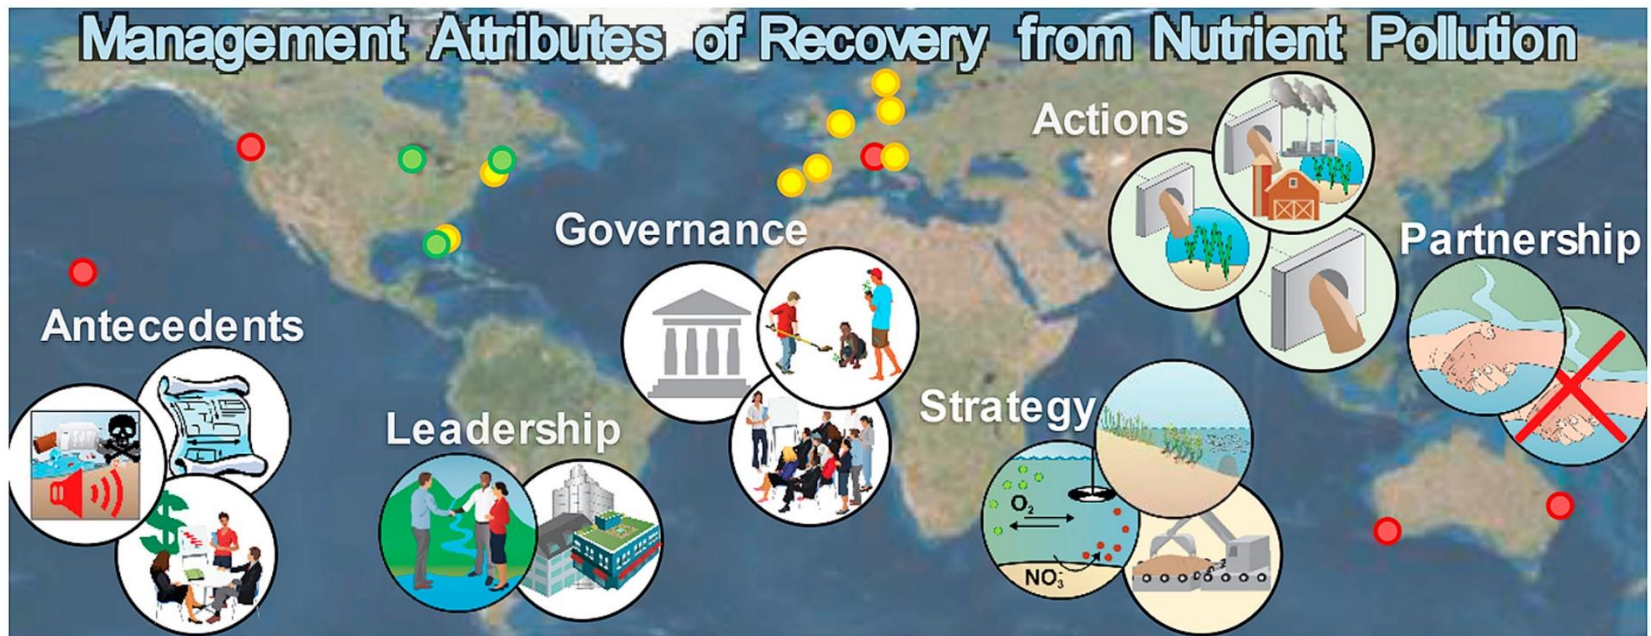 Management Attributes of Recovery from Nutrient Pollution
Actions
Governance
Partnership
Antecedents
Leadership
Strategy
O₂
NO₃⁻
$